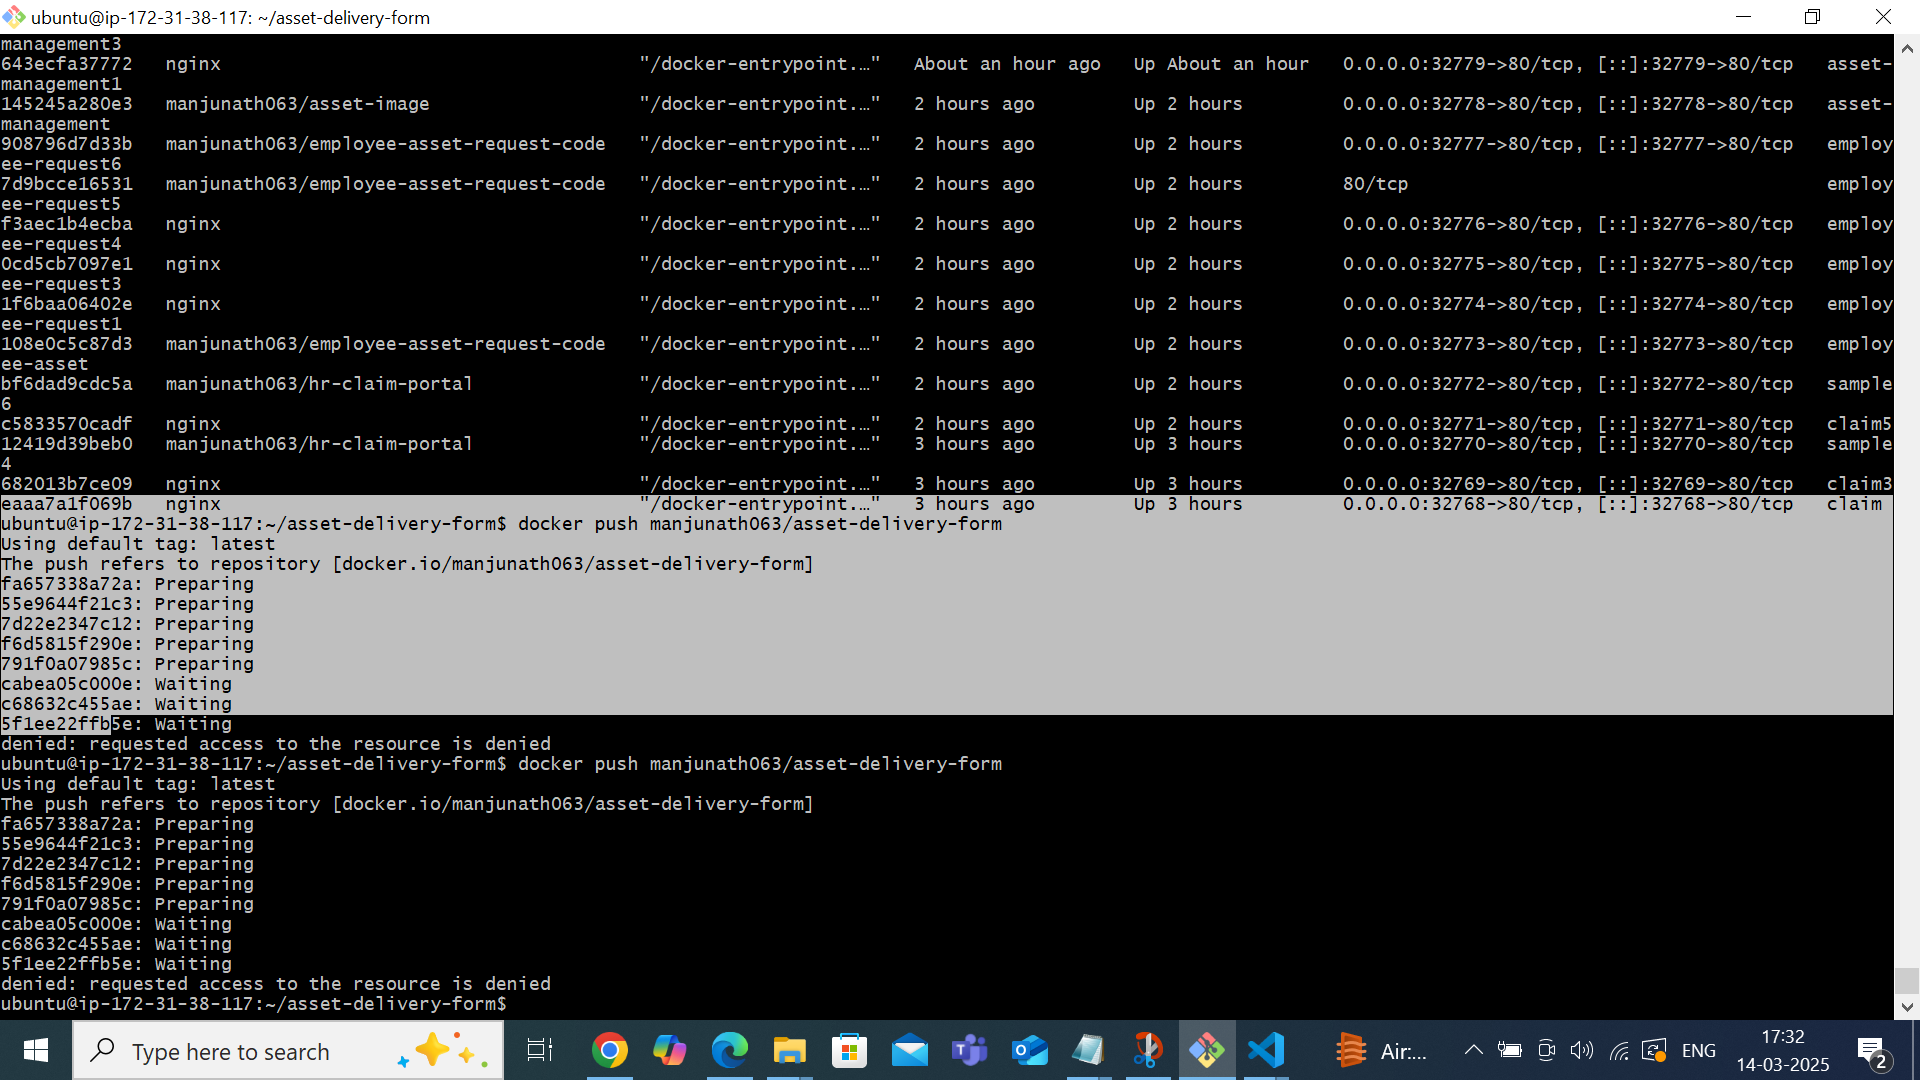 ubuntu@ip-172-31-38-117: ~/asset-delivery-form
management3
643ecfa37772 nginx "/docker-entrypoint.…" About an hour ago Up About an hour 0.0.0.0:32779->80/tcp, [::]:32779->80/tcp asset-
management1
145245a280e3 manjunath063/asset-image "/docker-entrypoint.…" 2 hours ago Up 2 hours 0.0.0.0:32778->80/tcp, [::]:32778->80/tcp asset-
management
908796d7d33b manjunath063/employee-asset-request-code "/docker-entrypoint.…" 2 hours ago Up 2 hours 0.0.0.0:32777->80/tcp, [::]:32777->80/tcp employ
ee-request6
7d9bcce16531 manjunath063/employee-asset-request-code "/docker-entrypoint.…" 2 hours ago Up 2 hours 80/tcp employ
ee-request5
f3aec1b4ecba nginx "/docker-entrypoint.…" 2 hours ago Up 2 hours 0.0.0.0:32776->80/tcp, [::]:32776->80/tcp employ
ee-request4
0cd5cb7097e1 nginx "/docker-entrypoint.…" 2 hours ago Up 2 hours 0.0.0.0:32775->80/tcp, [::]:32775->80/tcp employ
ee-request3
1f6baa06402e nginx "/docker-entrypoint.…" 2 hours ago Up 2 hours 0.0.0.0:32774->80/tcp, [::]:32774->80/tcp employ
ee-request1
108e0c5c87d3 manjunath063/employee-asset-request-code "/docker-entrypoint.…" 2 hours ago Up 2 hours 0.0.0.0:32773->80/tcp, [::]:32773->80/tcp employ
ee-asset
bf6dad9cdc5a manjunath063/hr-claim-portal "/docker-entrypoint.…" 2 hours ago Up 2 hours 0.0.0.0:32772->80/tcp, [::]:32772->80/tcp sample
6
c5833570cadf nginx "/docker-entrypoint.…" 2 hours ago Up 2 hours 0.0.0.0:32771->80/tcp, [::]:32771->80/tcp claim5
12419d39beb0 manjunath063/hr-claim-portal "/docker-entrypoint.…" 3 hours ago Up 3 hours 0.0.0.0:32770->80/tcp, [::]:32770->80/tcp sample
4
682013b7ce09 nginx "/docker-entrypoint.…" 3 hours ago Up 3 hours 0.0.0.0:32769->80/tcp, [::]:32769->80/tcp claim3
eaaa7a1f069b nginx "/docker-entrypoint.…" 3 hours ago Up 3 hours 0.0.0.0:32768->80/tcp, [::]:32768->80/tcp claim
ubuntu@ip-172-31-38-117:~/asset-delivery-form$ docker push manjunath063/asset-delivery-form
Using default tag: latest
The push refers to repository [docker.io/manjunath063/asset-delivery-form]
fa657338a72a: Preparing
55e9644f21c3: Preparing
7d22e2347c12: Preparing
f6d5815f290e: Preparing
791f0a07985c: Preparing
cabea05c000e: Waiting
c68632c455ae: Waiting
5f1ee22ffb5e: Waiting
denied: requested access to the resource is denied
ubuntu@ip-172-31-38-117:~/asset-delivery-form$ docker push manjunath063/asset-delivery-form
Using default tag: latest
The push refers to repository [docker.io/manjunath063/asset-delivery-form]
fa657338a72a: Preparing
55e9644f21c3: Preparing
7d22e2347c12: Preparing
f6d5815f290e: Preparing
791f0a07985c: Preparing
cabea05c000e: Waiting
c68632c455ae: Waiting
5f1ee22ffb5e: Waiting
denied: requested access to the resource is denied
ubuntu@ip-172-31-38-117:~/asset-delivery-form$
Type here to search
Air:...
ENG
17:32
14-03-2025
2